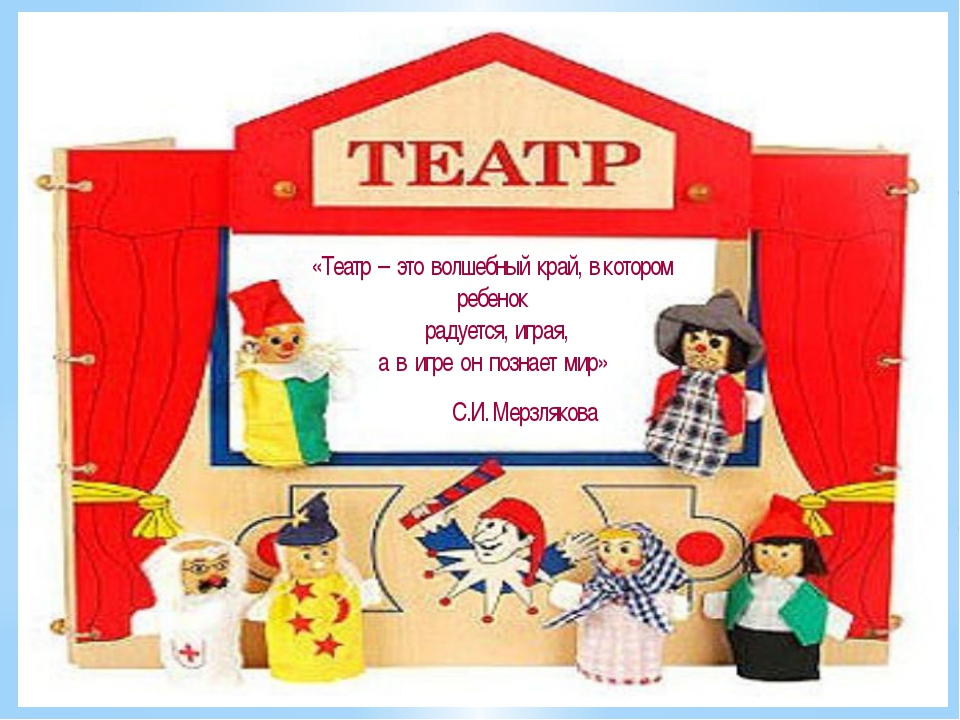 ТЕАТР
«Театр – это волшебный край, в котором
ребенок
радуется, играя,
а в игре он познает мир»
С.И. Мерзлякова